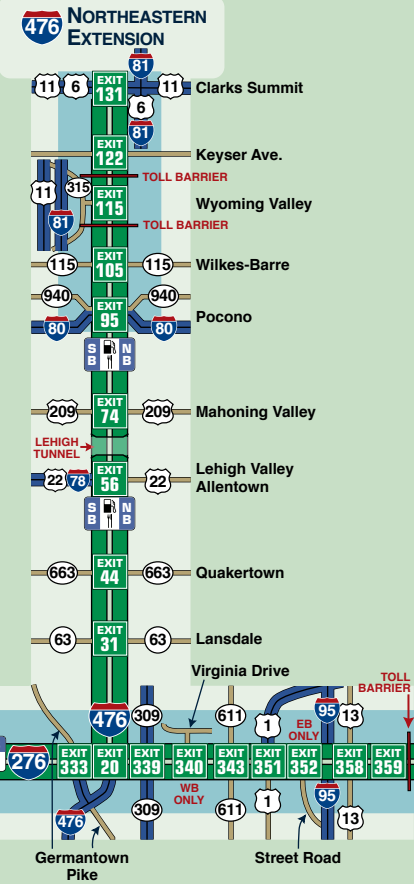 476 NORTHEASTERN
EXTENSION
81
11 6 EXIT 131 11 Clarks Summit
6
81
EXIT 122 Keyser Ave.
TOLL BARRIER
315
11 EXIT 115 Wyoming Valley
81
TOLL BARRIER
115 EXIT 105 115 Wilkes-Barre
940 940
EXIT 95 Pocono
80 80
SB NB
209 EXIT 74 209 Mahoning Valley
LEHIGH
TUNNEL
22 78 EXIT 56 22 Lehigh Valley
Allentown
SB NB
663 EXIT 44 663 Quakertown
63 EXIT 31 63 Lansdale
Virginia Drive
TOLL
BARRIER
476 309 611 1 95 13
EB
ONLY
276 EXIT 333 EXIT 20 EXIT 339 EXIT 340 EXIT 343 EXIT 351 EXIT 352 EXIT 358 EXIT 359
WB
ONLY
476 309 611 1 95 13
Germantown
Pike
Street Road